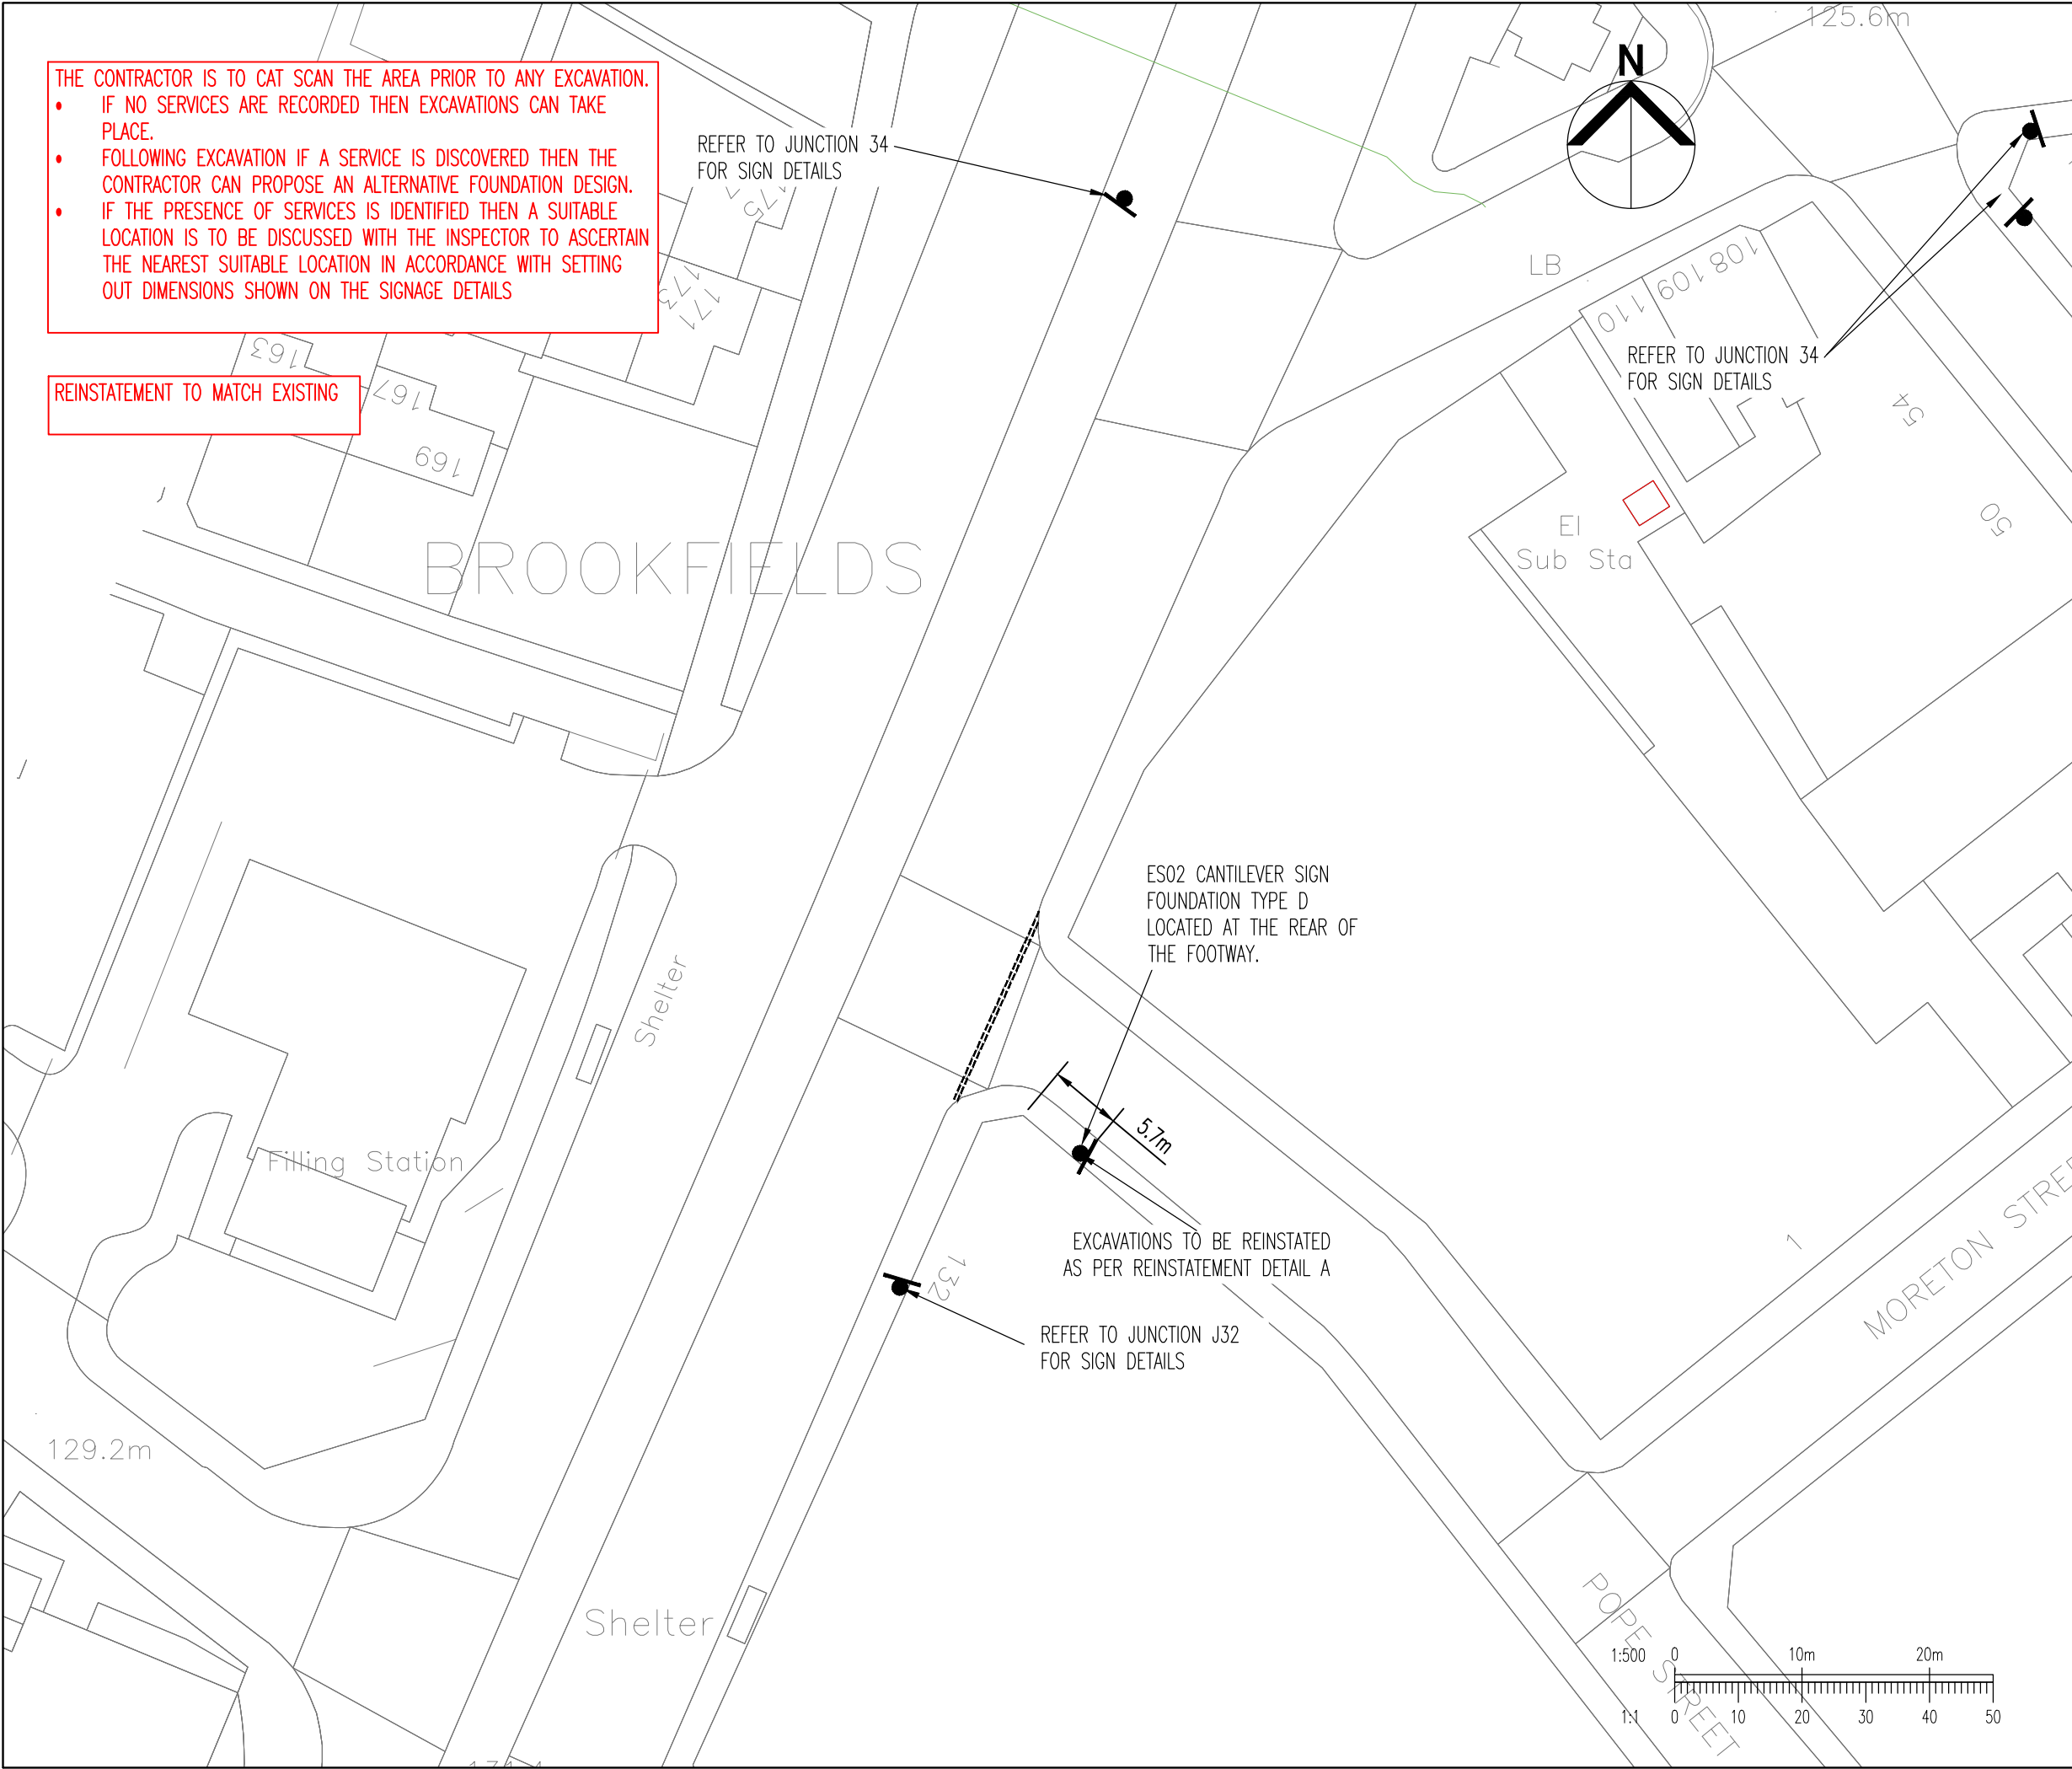 THE CONTRACTOR IS TO CAT SCAN THE AREA PRIOR TO ANY EXCAVATION.
• IF NO SERVICES ARE RECORDED THEN EXCAVATIONS CAN TAKE
PLACE.
• FOLLOWING EXCAVATION IF A SERVICE IS DISCOVERED THEN THE
CONTRACTOR CAN PROPOSE AN ALTERNATIVE FOUNDATION DESIGN.
• IF THE PRESENCE OF SERVICES IS IDENTIFIED THEN A SUITABLE
LOCATION IS TO BE DISCUSSED WITH THE INSPECTOR TO ASCERTAIN
THE NEAREST SUITABLE LOCATION IN ACCORDANCE WITH SETTING
OUT DIMENSIONS SHOWN ON THE SIGNAGE DETAILS
REINSTATEMENT TO MATCH EXISTING
125.6m
N
REFER TO JUNCTION 34
FOR SIGN DETAILS
175
171
173
163
167
169
LB
108
109
110
REFER TO JUNCTION 34
FOR SIGN DETAILS
54
50
El
Sub Sta
BROOKFIELDS
ES02 CANTILEVER SIGN
FOUNDATION TYPE D
LOCATED AT THE REAR OF
THE FOOTWAY.
Shelter
5.7m
Filling Station
EXCAVATIONS TO BE REINSTATED
AS PER REINSTATEMENT DETAIL A
132
REFER TO JUNCTION J32
FOR SIGN DETAILS
1
129.2m
Shelter
POPE STREET
1:500 0 10m 20m
1:1 0 10 20 30 40 50